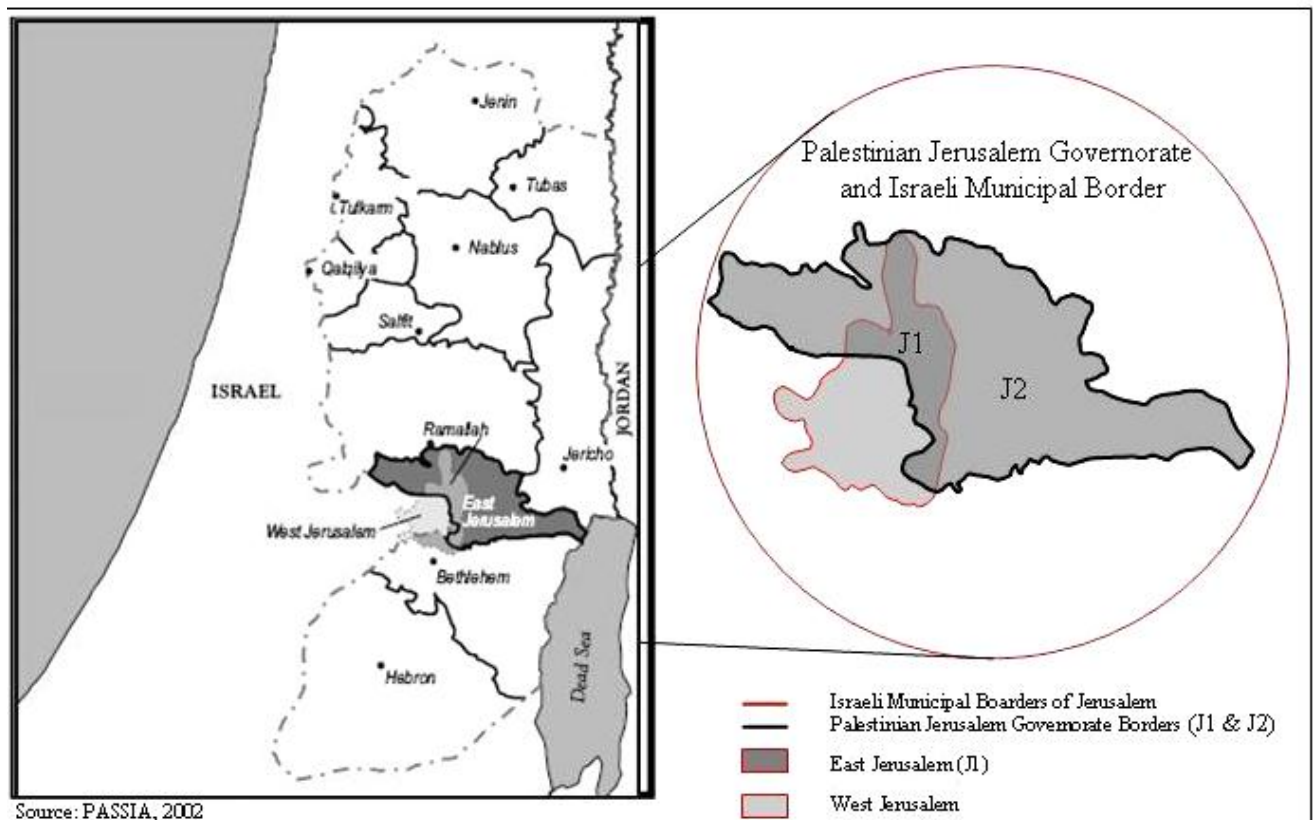 Jenin
Tubas
Tulkarm
Nablus
Qalqilya
Salfit
ISRAEL
JORDAN
Ramallah
Jericho
East
Jerusalem
West Jerusalem
Bethlehem
Dead Sea
Hebron
Source: PASSIA, 2002
Palestinian Jerusalem Governorate
and Israeli Municipal Border
J1
J2
Israeli Municipal Boarders of Jerusalem
Palestinian Jerusalem Governorate Borders (J1 & J2)
East Jerusalem (J1)
West Jerusalem